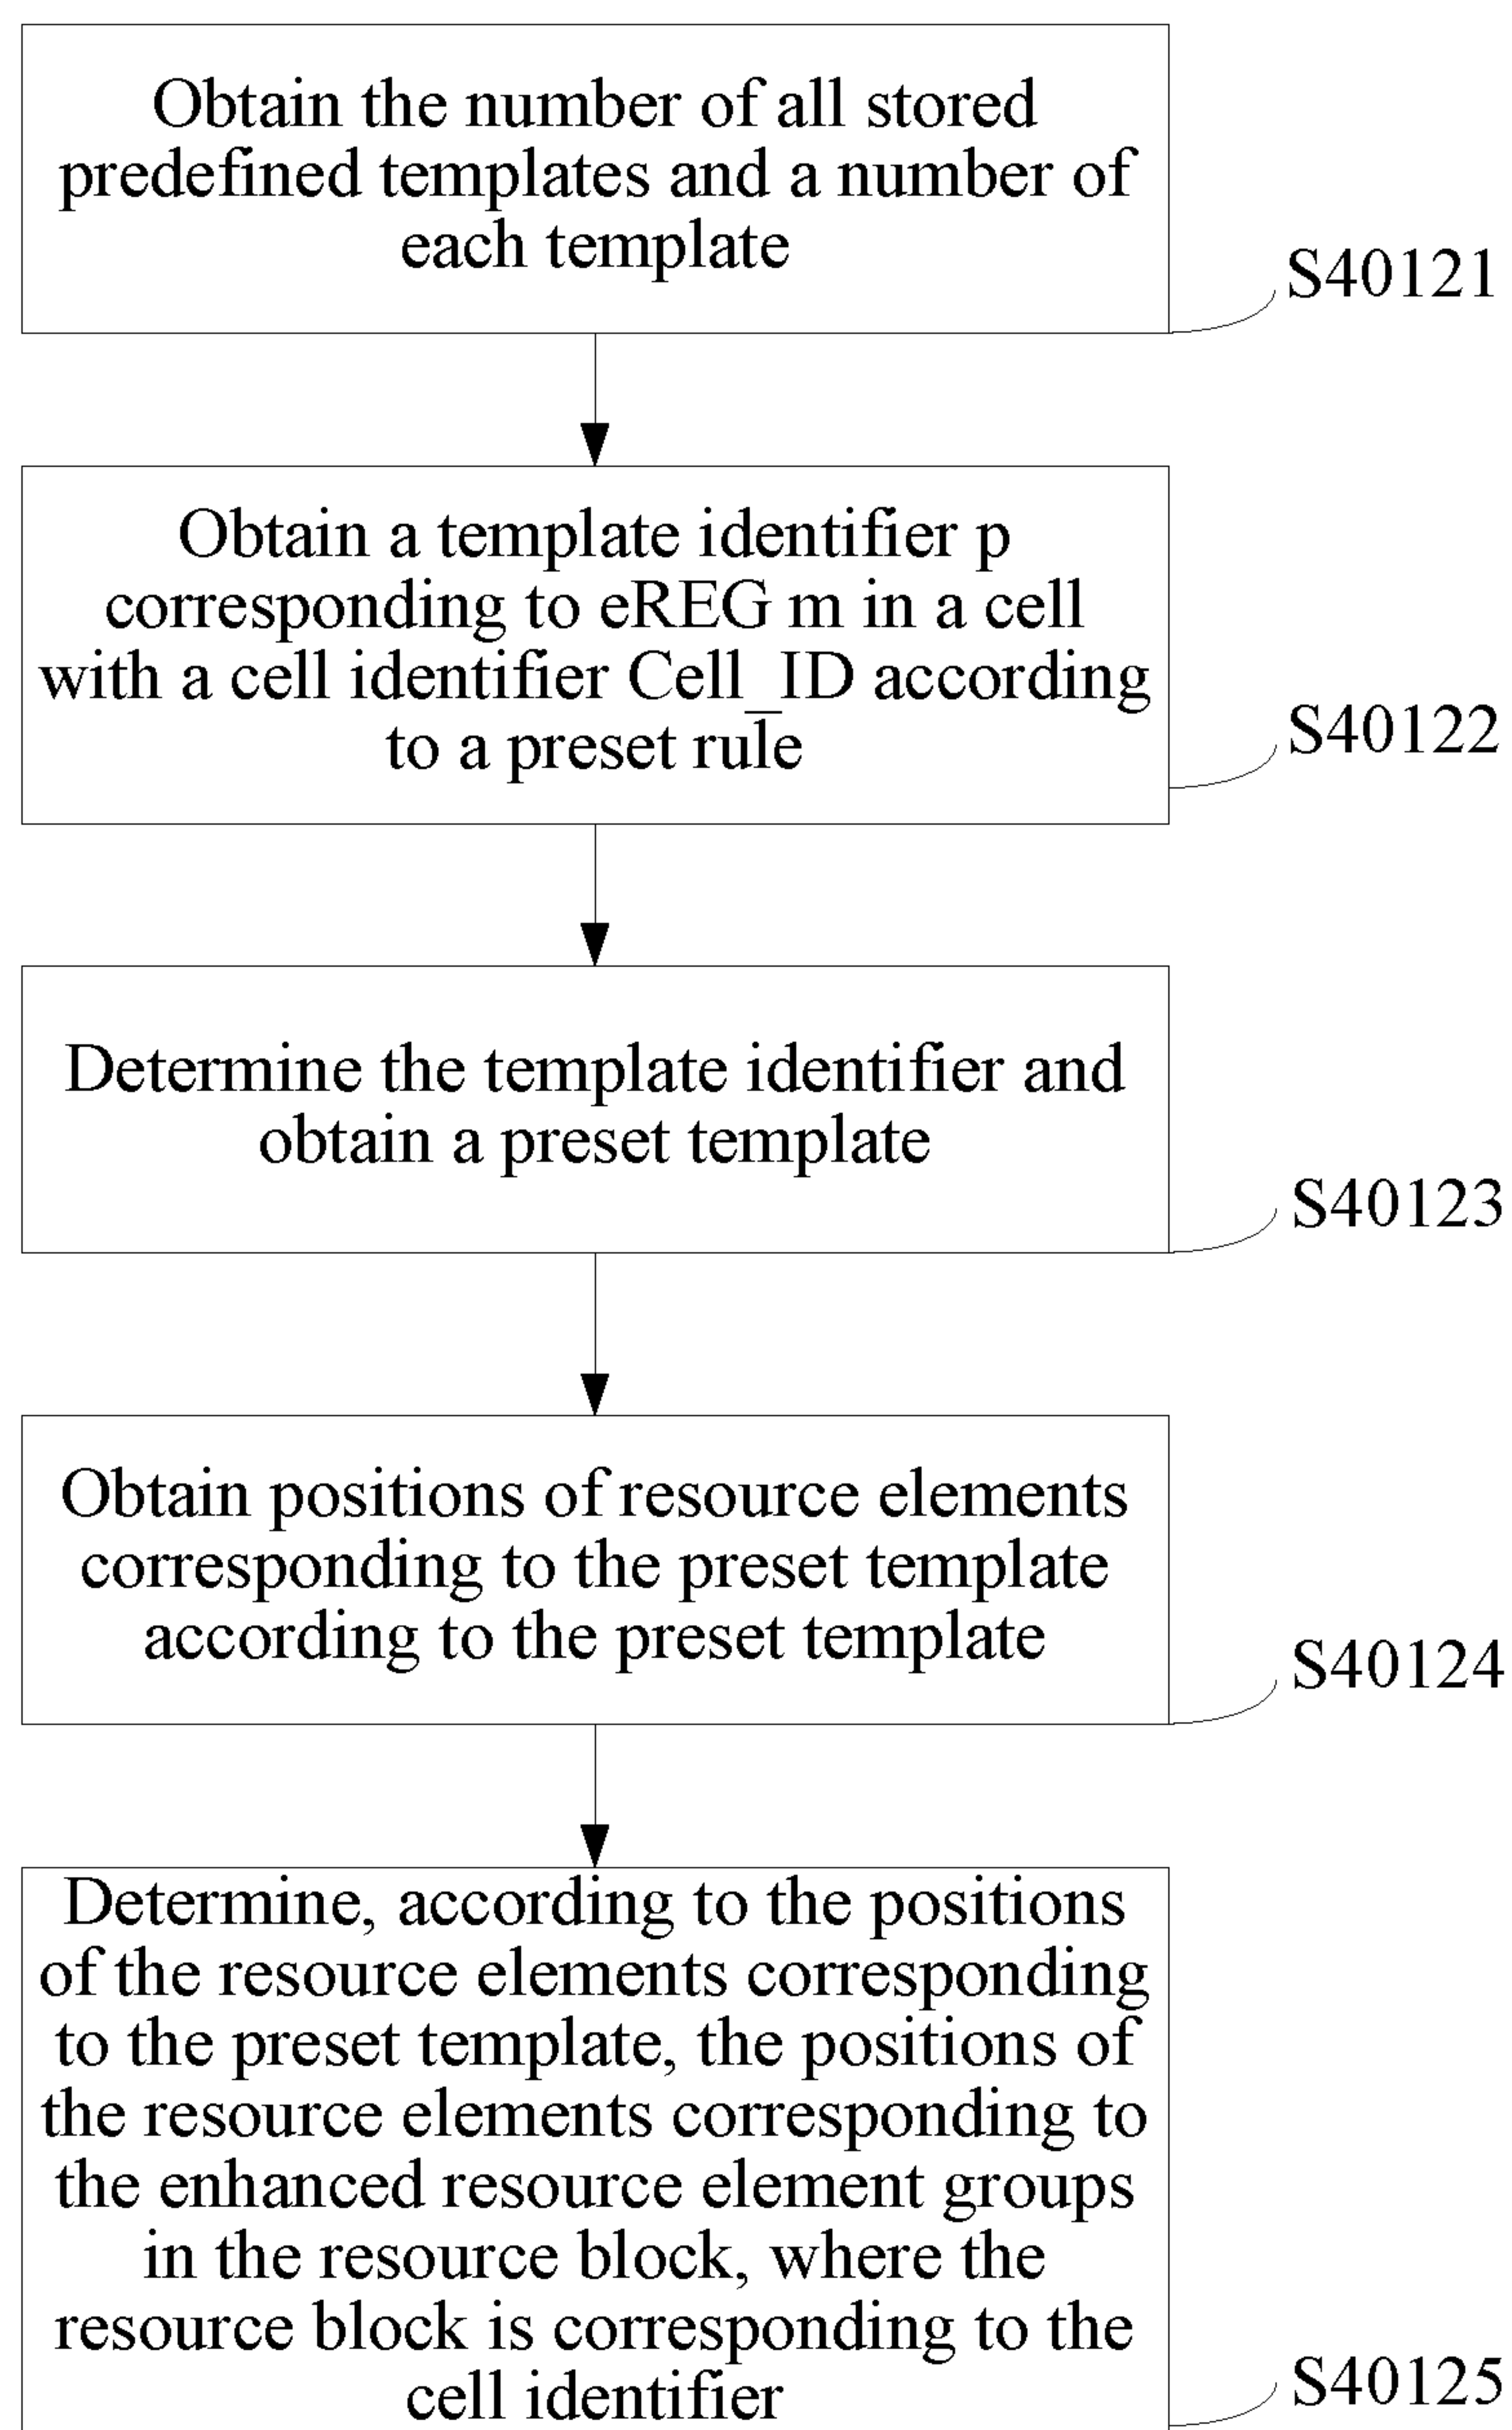 Obtain the number of all stored
predefined templates and a number of
each template
S40121
Obtain a template identifier p
corresponding to eREG m in a cell
with a cell identifier Cell_ID according
to a preset rule
S40122
Determine the template identifier and
obtain a preset template
S40123
Obtain positions of resource elements
corresponding to the preset template
according to the preset template
S40124
Determine, according to the positions
of the resource elements corresponding
to the preset template, the positions of
the resource elements corresponding to
the enhanced resource element groups
in the resource block, where the
resource block is corresponding to the
cell identifier
S40125